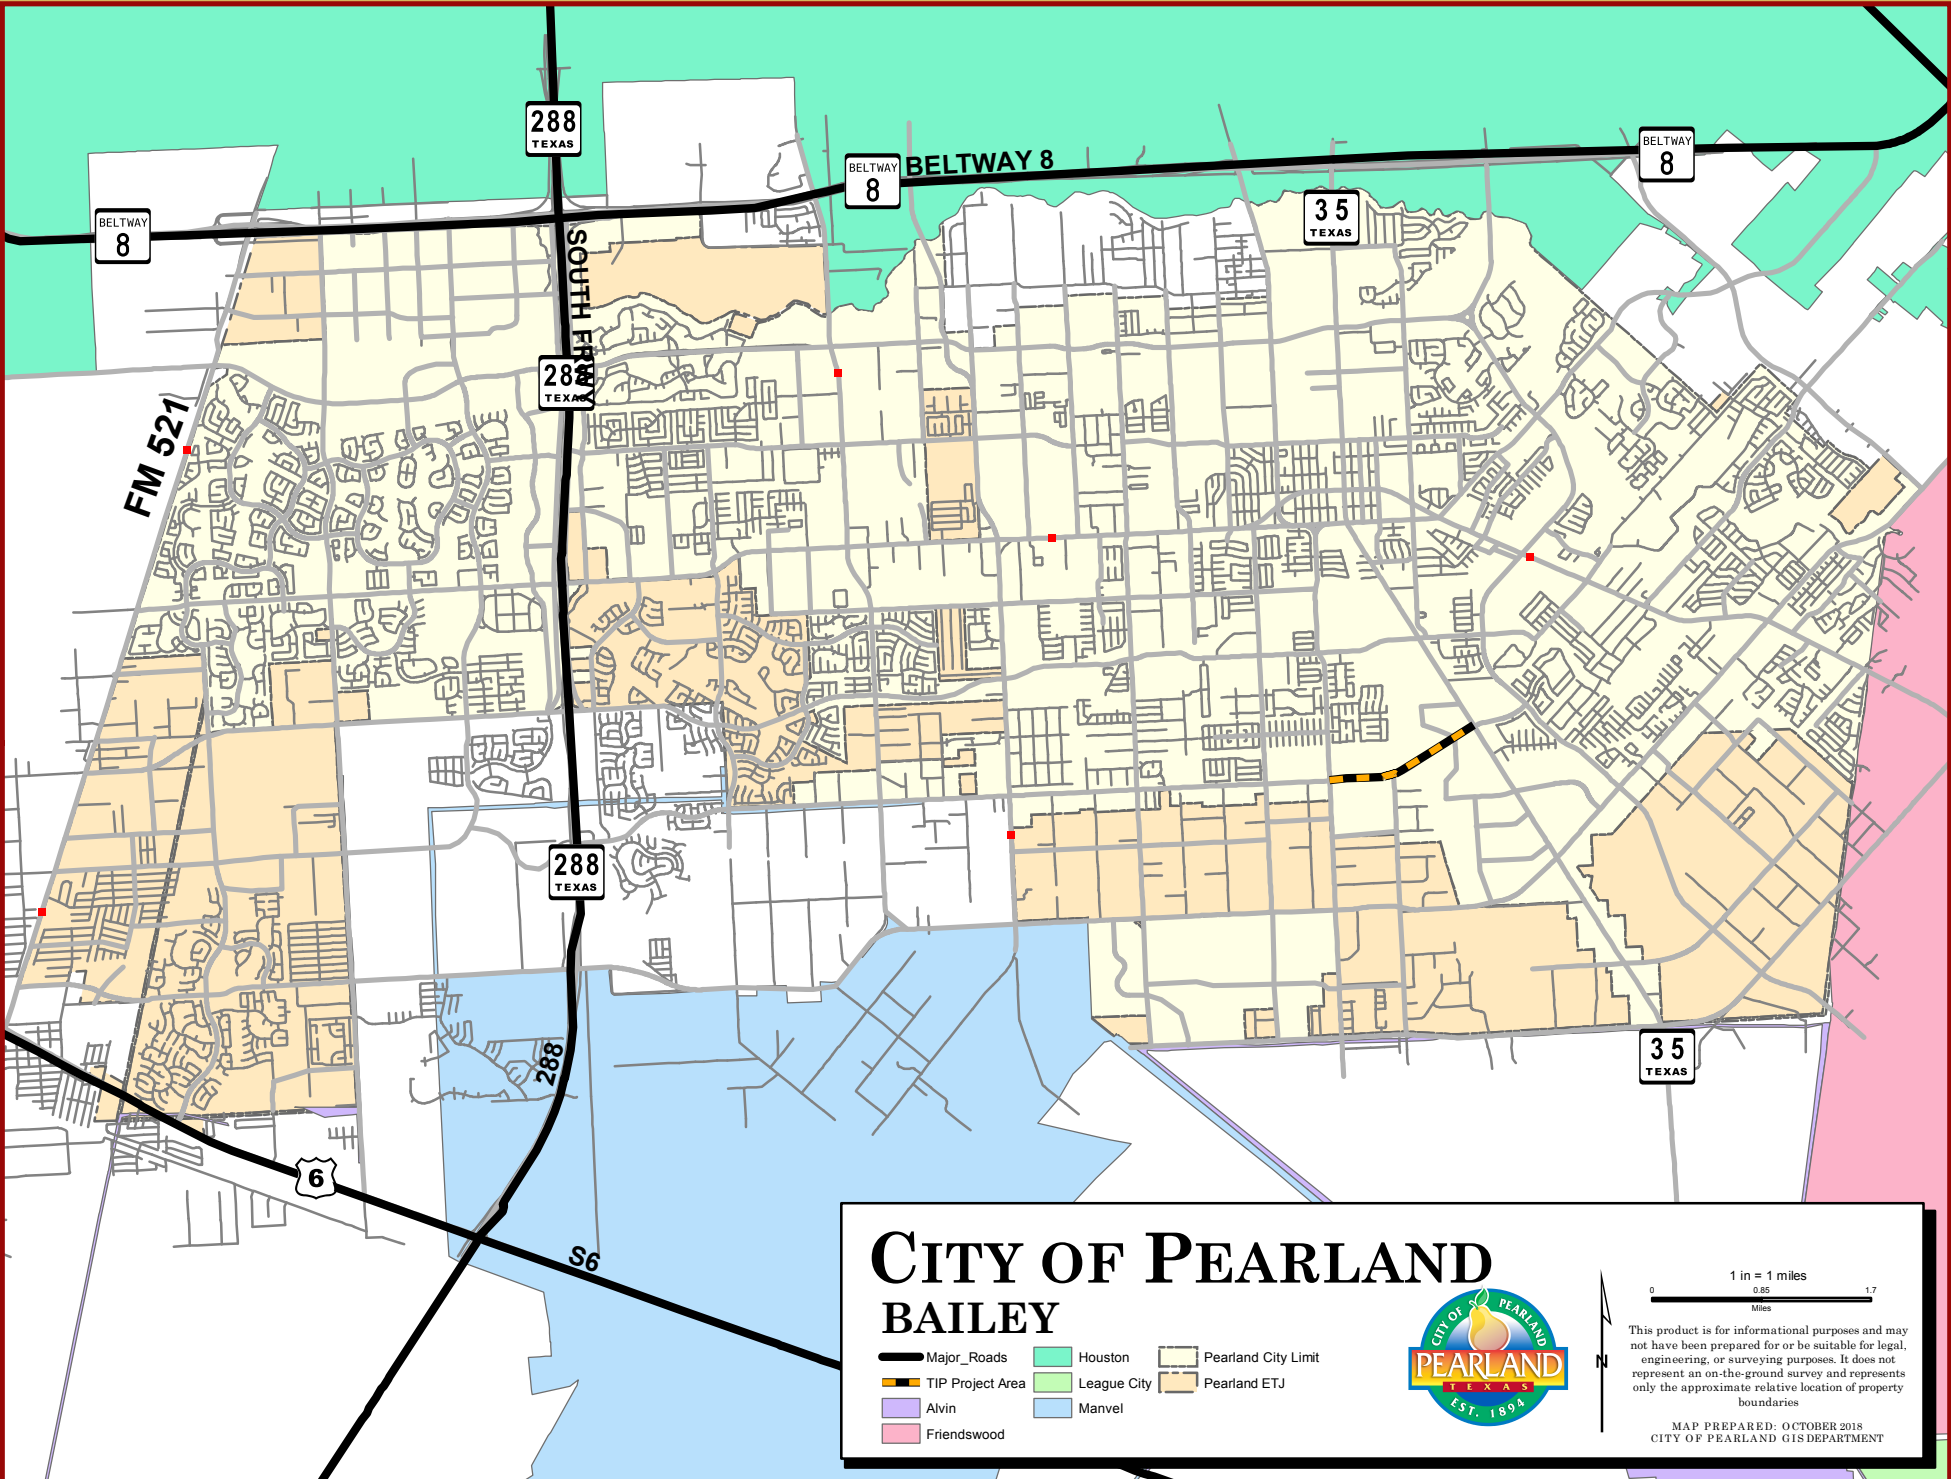 288
TEXAS
BELTWAY
8
BELTWAY 8
BELTWAY
8
35
TEXAS
BELTWAY
8
SOUTH FRWY
288
TEXAS
FM 521
288
TEXAS
288
35
TEXAS
6
S6
CITY OF PEARLAND
BAILEY
Major_Roads
TIP Project Area
Alvin
Friendswood
Houston
League City
Manvel
Pearland City Limit
Pearland ETJ
CITY OF PEARLAND
PEARLAND
TEXAS
EST. 1894
N
1 in = 1 miles
0 0.85 1.7
Miles
This product is for informational purposes and may
not have been prepared for or be suitable for legal,
engineering, or surveying purposes. It does not
represent an on-the-ground survey and represents
only the approximate relative location of property
boundaries
MAP PREPARED: OCTOBER 2018
CITY OF PEARLAND GIS DEPARTMENT